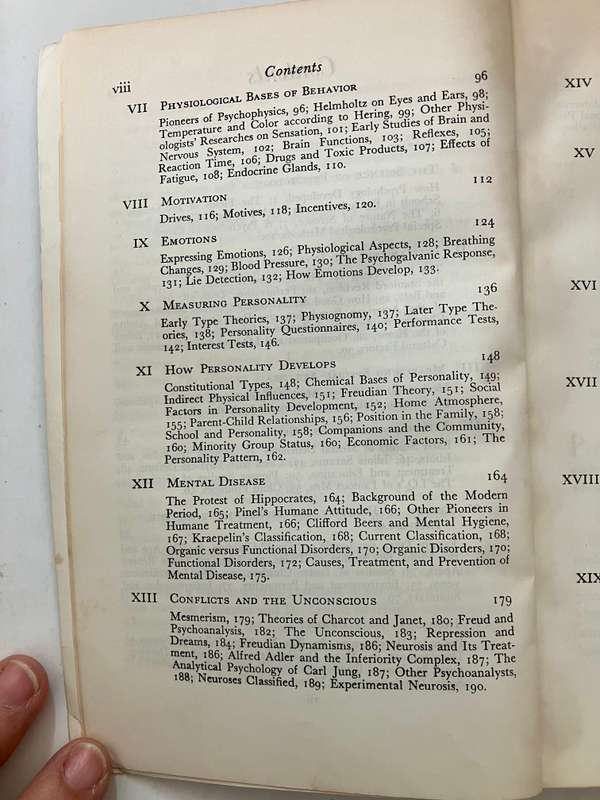 Contents
viii
VII PHYSIOLOGICAL BASES OF BEHAVIOR 96
Pioneers of Psychophysics, 96; Helmholtz on Eyes and Ears, 98;
Temperature and Color according to Hering, 99; Other Physi-
ologists' Researches on Sensation, 101; Early Studies of Brain and
Nervous System, 102; Brain Functions, 103; Reflexes, 105;
Reaction Time, 106; Drugs and Toxic Products, 107; Effects of
Fatigue, 108; Endocrine Glands, 110.
VIII MOTIVATION 112
Drives, 116; Motives, 118; Incentives, 120.
IX EMOTIONS 124
Expressing Emotions, 126; Physiological Aspects, 128; Breathing
Changes, 129; Blood Pressure, 130; The Psychogalvanic Response,
131; Lie Detection, 132; How Emotions Develop, 133.
X MEASURING PERSONALITY 136
Early Type Theories, 137; Physiognomy, 137; Later Type The-
ories, 138; Personality Questionnaires, 140; Performance Tests,
142; Interest Tests, 146.
XI HOW PERSONALITY DEVELOPS 148
Constitutional Types, 148; Chemical Bases of Personality, 149;
Indirect Physical Influences, 151; Freudian Theory, 151; Social
Factors in Personality Development, 152; Home Atmosphere,
155; Parent-Child Relationships, 156; Position in the Family, 158;
School and Personality, 158; Companions and the Community,
160; Minority Group Status, 160; Economic Factors, 161; The
Personality Pattern, 162.
XII MENTAL DISEASE 164
The Protest of Hippocrates, 164; Background of the Modern
Period, 165; Pinel's Humane Attitude, 166; Other Pioneers in
Humane Treatment, 166; Clifford Beers and Mental Hygiene,
167; Kraepelin's Classification, 168; Current Classification, 168;
Organic versus Functional Disorders, 170; Organic Disorders, 170;
Functional Disorders, 172; Causes, Treatment, and Prevention of
Mental Disease, 175.
XIII CONFLICTS AND THE UNCONSCIOUS 179
Mesmerism, 179; Theories of Charcot and Janet, 180; Freud and
Psychoanalysis, 182; The Unconscious, 183; Repression and
Dreams, 184; Freudian Dynamisms, 186; Neurosis and Its Treat-
ment, 186; Alfred Adler and the Inferiority Complex, 187; The
Analytical Psychology of Carl Jung, 187; Other Psychoanalysts,
188; Neuroses Classified, 189; Experimental Neurosis, 190.
XIV
XV
XVI
XVII
XVIII
XIX